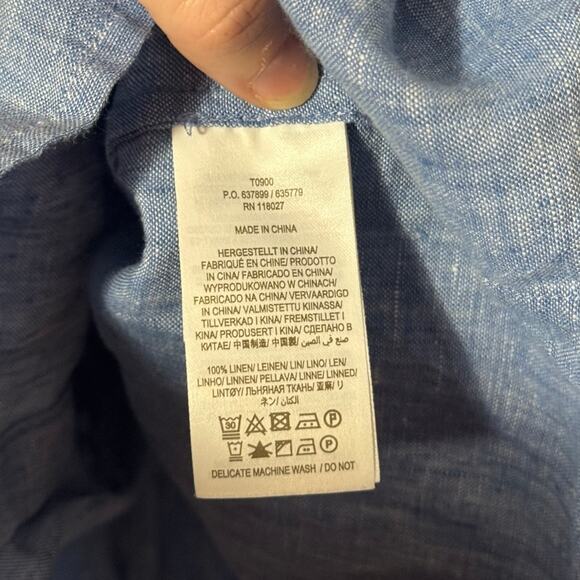 T0900
P.O. 637899 / 635779
RN 118027
MADE IN CHINA
HERGESTELLT IN CHINA/
FABRIQUÉ EN CHINE/ PRODOTTO
IN CINA/ FABRICADO EN CHINA/
WYPRODUKOWANO W CHINACH/
FABRICADO NA CHINA/ VERVAARDIGD
IN CHINA/ VALMISTETTU KIINASSA/
TILLVERKAD I KINA/ FREMSTILLET I
KINA/ PRODUSERT I KINA/ СДЕЛАНО В
КИТАЕ/ 中国制造/ 中国製/ صنع في الصين/
100% LINEN/ LEINEN/ LIN/ LINO/ LEN/
LINHO/ LINNEN/ PELLAVA/ LINNE/ LINNED/
LINTØY/ ЛЬНЯНАЯ ТКАНЬ/ 亚麻/ リ
ネン/ الكتان/
30 P
P
DELICATE MACHINE WASH / DO NOT